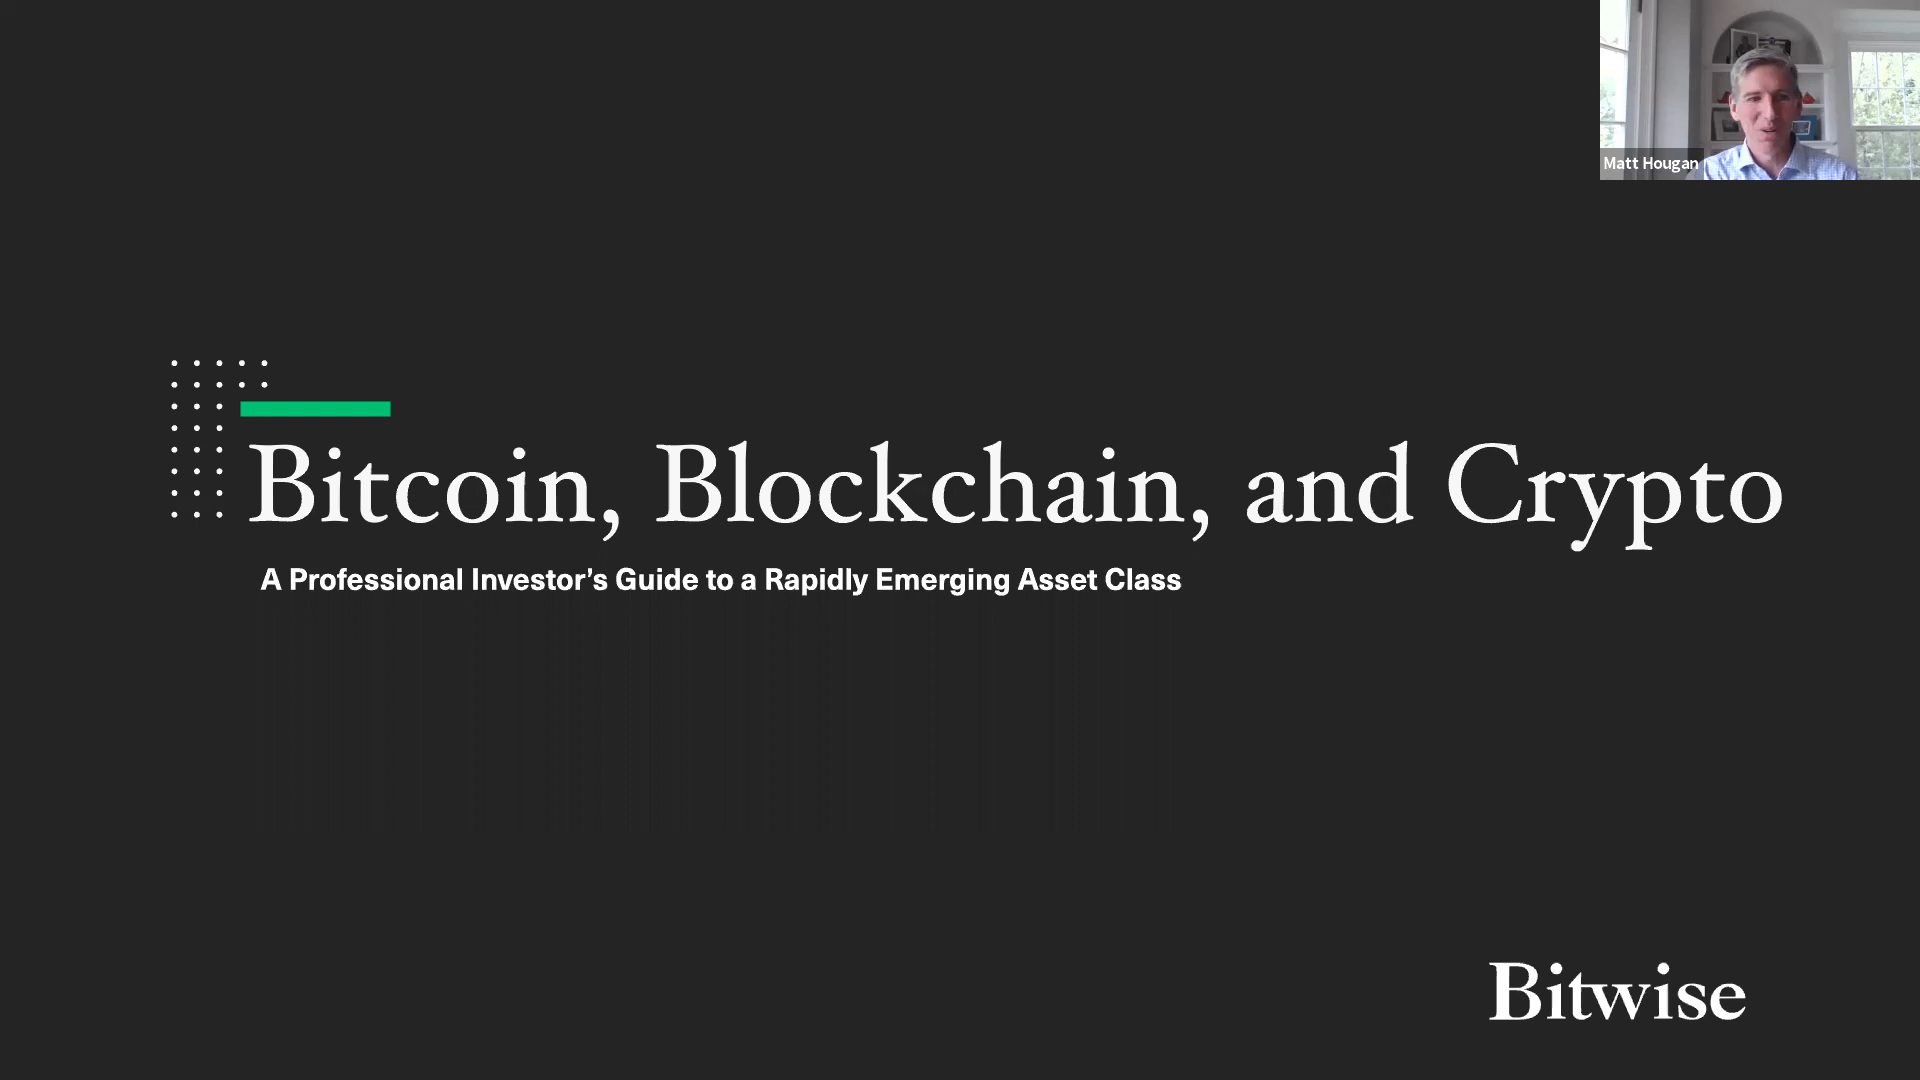 Matt Hougan
Bitcoin, Blockchain, and Crypto
A Professional Investor’s Guide to a Rapidly Emerging Asset Class
Bitwise